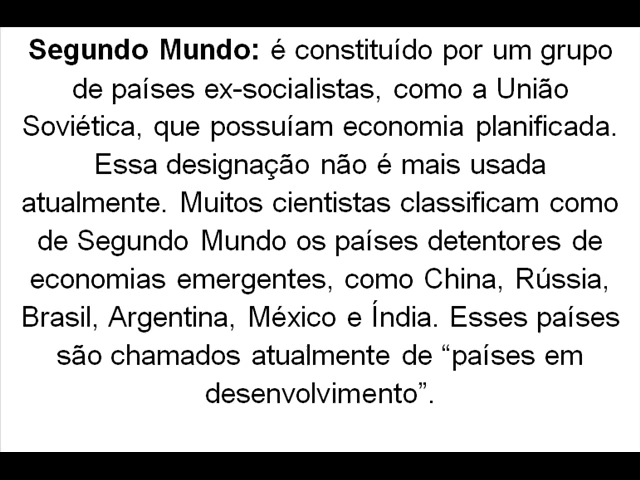 Segundo Mundo: é constituído por um grupo
de países ex-socialistas, como a União
Soviética, que possuíam economia planificada.
Essa designação não é mais usada
atualmente. Muitos cientistas classificam como
de Segundo Mundo os países detentores de
economias emergentes, como China, Rússia,
Brasil, Argentina, México e Índia. Esses países
são chamados atualmente de “países em
desenvolvimento”.